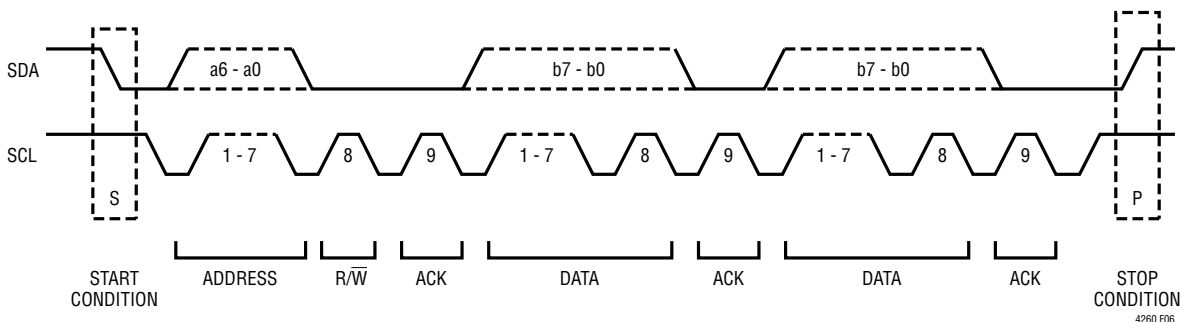 SDA
a6 - a0
b7 - b0
b7 - b0
SCL
1 - 7
8
9
1 - 7
8
9
1 - 7
8
9
S
P
START
CONDITION
ADDRESS
R/W̅
ACK
DATA
ACK
DATA
ACK
STOP
CONDITION
4260 F06